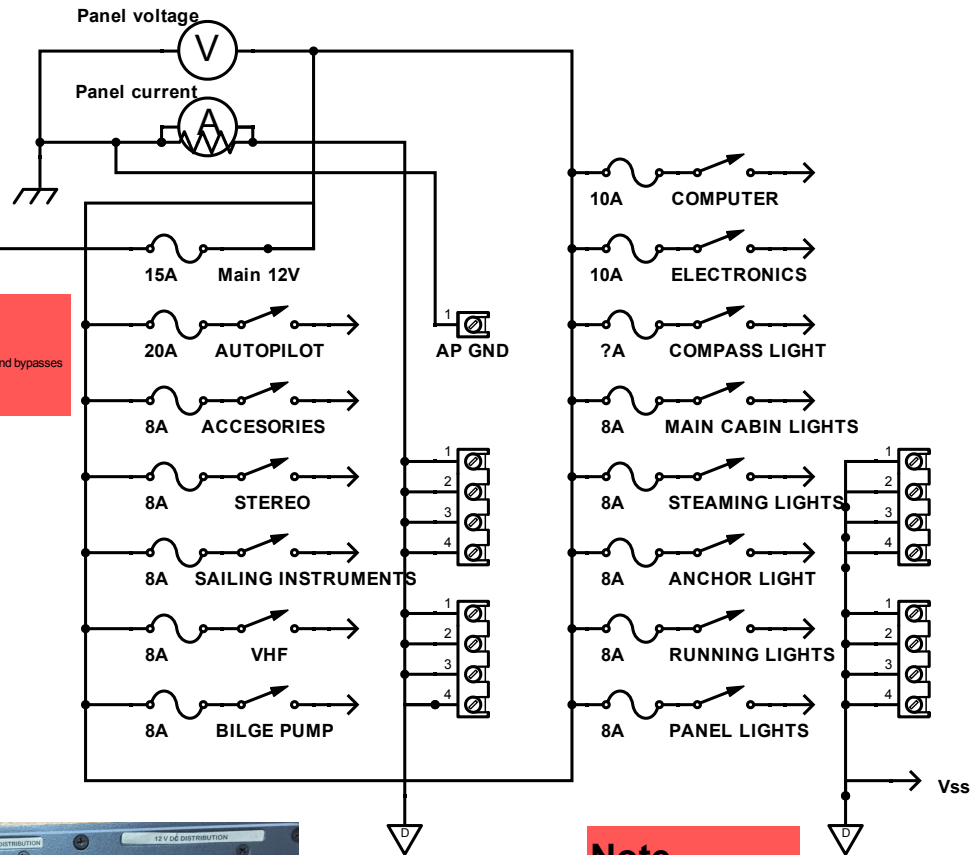 Panel voltage
V
Panel current
A
15A Main 12V
nd bypasses
20A AUTOPILOT
1
AP GND
8A ACCESORIES
8A STEREO
8A SAILING INSTRUMENTS
8A VHF
8A BILGE PUMP
1
2
3
4
1
2
3
4
D
10A COMPUTER
10A ELECTRONICS
?A COMPASS LIGHT
8A MAIN CABIN LIGHTS
8A STEAMING LIGHTS
8A ANCHOR LIGHT
8A RUNNING LIGHTS
8A PANEL LIGHTS
1
2
3
4
1
2
3
4
Vss
D
DISTRIBUTION
12 V DC DISTRIBUTION
Note